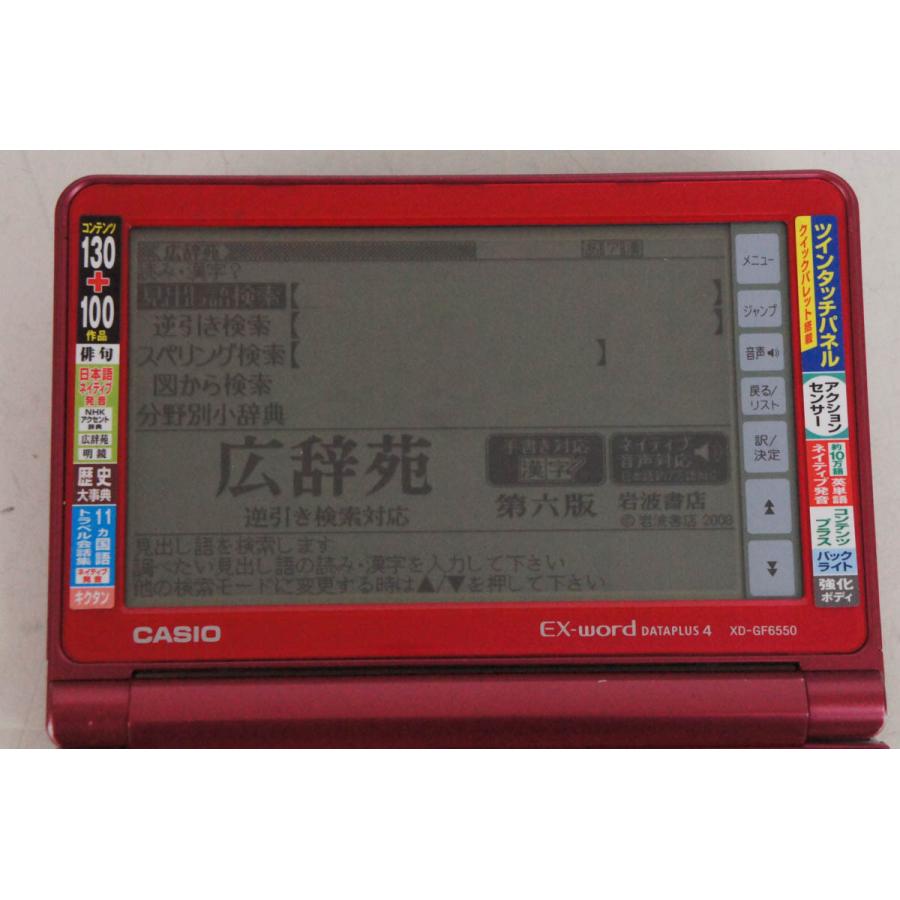 コンテンツ
130
+
100
作品
俳句
日本語
ネイティブ
発音
NHK
アクセント
辞典
広辞苑
明鏡
歴史
大事典
11カ国語
トラベル会話集
ネイティブ
発音
キクタン
広辞苑
読み・漢字?
見出し語検索【 】
逆引き検索【 】
スペリング検索【 】
図から検索
分野別小辞典
広辞苑
逆引き検索対応
手書き対応
漢字
ネイティブ
音声対応
第六版 岩波書店
© 岩波書店 2008
見出し語を検索します
調べたい見出し語の読み・漢字を入力して下さい
他の検索モードに変更する時は▲/▼を押して下さい
メニュー
ジャンプ
音声
戻る/
リスト
訳/
決定
ツインタッチパネル
クイックパレット搭載
アクション
センサー
約10万語
英単語
ネイティブ発音
コンテンツ
プラス
バック
ライト
強化
ボディ
CASIO
EX-word DATAPLUS 4 XD-GF6550